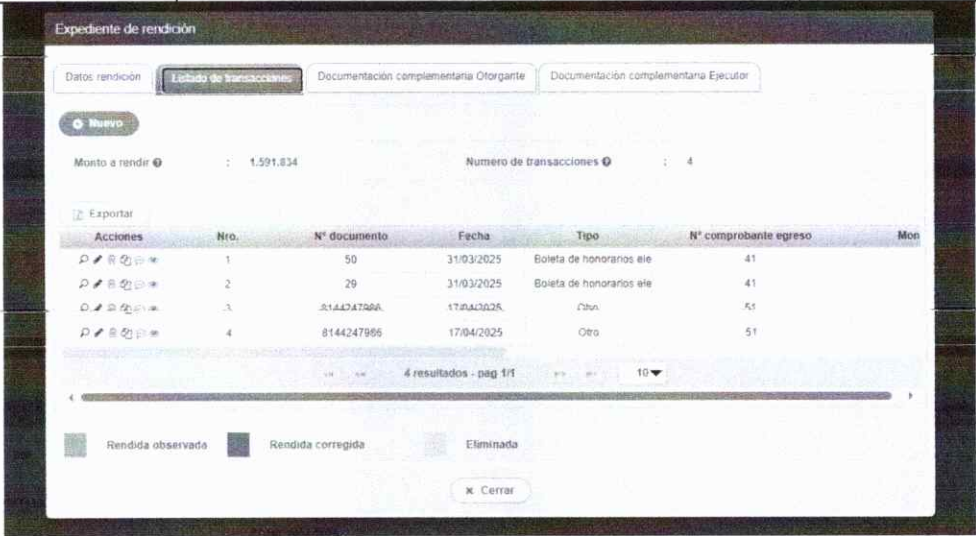 Expediente de rendición
Datos rendición Listado de transacciones Documentación complementaria Otorgante Documentación complementaria Ejecutor
Nuevo
Monto a rendir : 1.591.834 Numero de transacciones : 4
Exportar
Acciones Nro. N° documento Fecha Tipo N° comprobante egreso Mon
1 50 31/03/2025 Boleta de honorarios ele 41
2 29 31/03/2025 Boleta de honorarios ele 41
3 8144247986 17/04/2025 Otro 51
4 8144247986 17/04/2025 Otro 51
4 resultados - pag 1/1 10
Rendida observada Rendida corregida Eliminada
× Cerrar